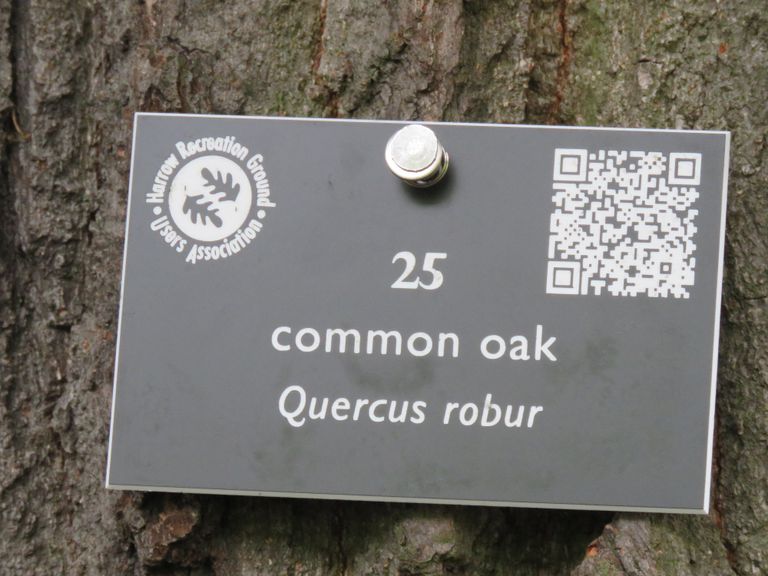 Harrow Recreation Ground
• Users Association •
25
common oak
Quercus robur